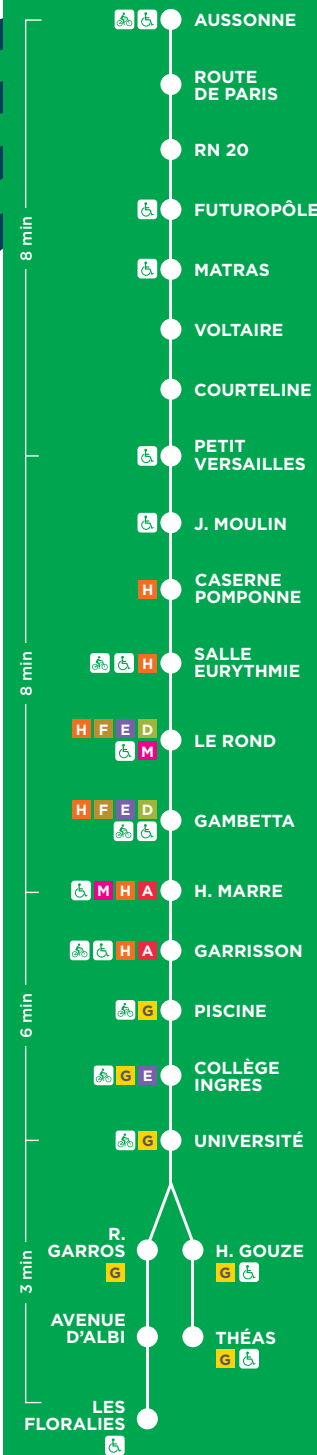 AUSSONNE
ROUTE
DE PARIS
RN 20
FUTUROPÔLE
8 min
MATRAS
VOLTAIRE
COURTELINE
PETIT
VERSAILLES
J. MOULIN
H
CASERNE
POMPONNE
8 min
H
SALLE
EURYTHMIE
H F E D
M
LE ROND
H F E D
GAMBETTA
M H A
H. MARRE
H A
GARRISSON
6 min
G
PISCINE
G E
COLLÈGE
INGRES
G
UNIVERSITÉ
3 min
R.
GARROS
G
H. GOUZE
G
AVENUE
D'ALBI
THÉAS
G
LES
FLORALIES